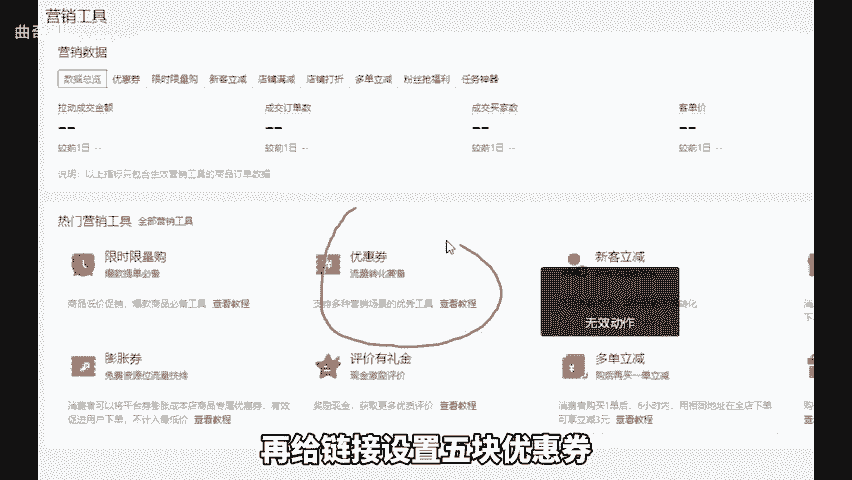 营销工具
曲
营销数据
数据总览 优惠券 限时限量购 新客立减 店铺满减 店铺打折 多单立减 粉丝抢福利 任务神器
拉动成交金额 成交订单数 成交买家数 客单价
-- -- -- --
较前1日 -- 较前1日 -- 较前1日 -- 较前1日 --
说明：以上指标只包含生效营销工具的商品订单数据
热门营销工具 全部营销工具
限时限量购 优惠券 新客立减
爆款提单必备 流量转化必备
商品低价促销，爆款商品必备工具 查看教程 支持多种营销场景的优秀工具 查看教程 转化
无效动作
膨胀券 评价有礼金 多单立减
免费资源位流量扶持 现金激励评价 购就再买一单立减
消费者可以将平台券膨胀成本店商品专属优惠券，有效 奖励现金，获取更多优质评价 查看教程 消费者购买1单后，6小时内，用相同地址在全店下单
促进用户下单，不计入最低价 查看教程 可享立减3元 查看教程
再给链接设置五块优惠券